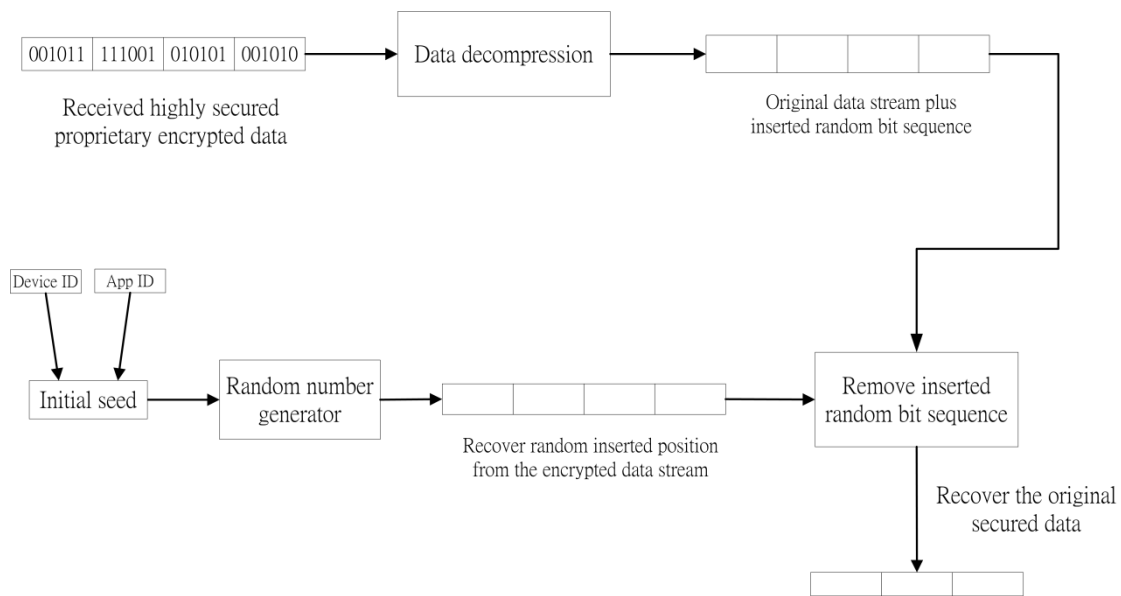 001011 111001 010101 001010
Data decompression
Received highly secured
proprietary encrypted data
Original data stream plus
inserted random bit sequence
Device ID
App ID
Initial seed
Random number
generator
Recover random inserted position
from the encrypted data stream
Remove inserted
random bit sequence
Recover the original
secured data